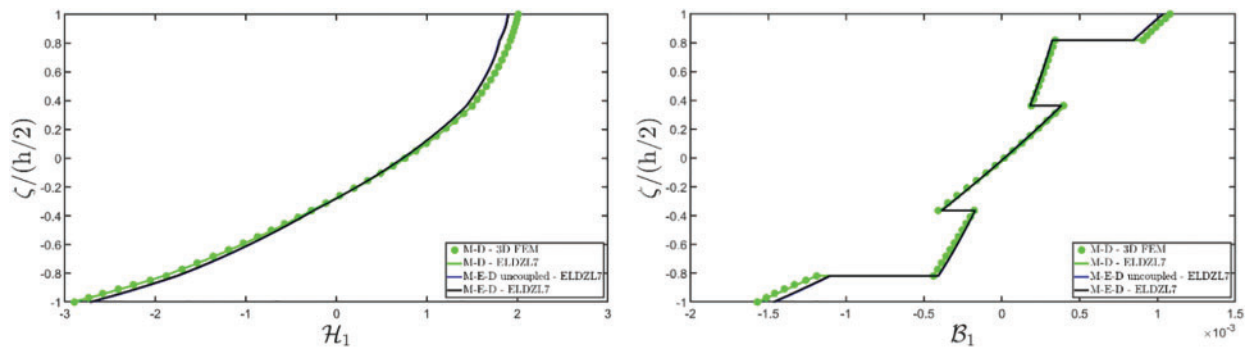 ζ/(h/2)
1
0.8
0.6
0.4
0.2
0
-0.2
-0.4
-0.6
-0.8
-1
-3 -2 -1 0 1 2 3
ℋ₁
M-D - 3D FEM
M-D - ELDZL7
M-E-D uncoupled - ELDZL7
M-E-D - ELDZL7
ζ/(h/2)
1
0.8
0.6
0.4
0.2
0
-0.2
-0.4
-0.6
-0.8
-1
-2 -1.5 -1 -0.5 0 0.5 1 1.5
×10⁻³
ℬ₁
M-D - 3D FEM
M-D - ELDZL7
M-E-D uncoupled - ELDZL7
M-E-D - ELDZL7